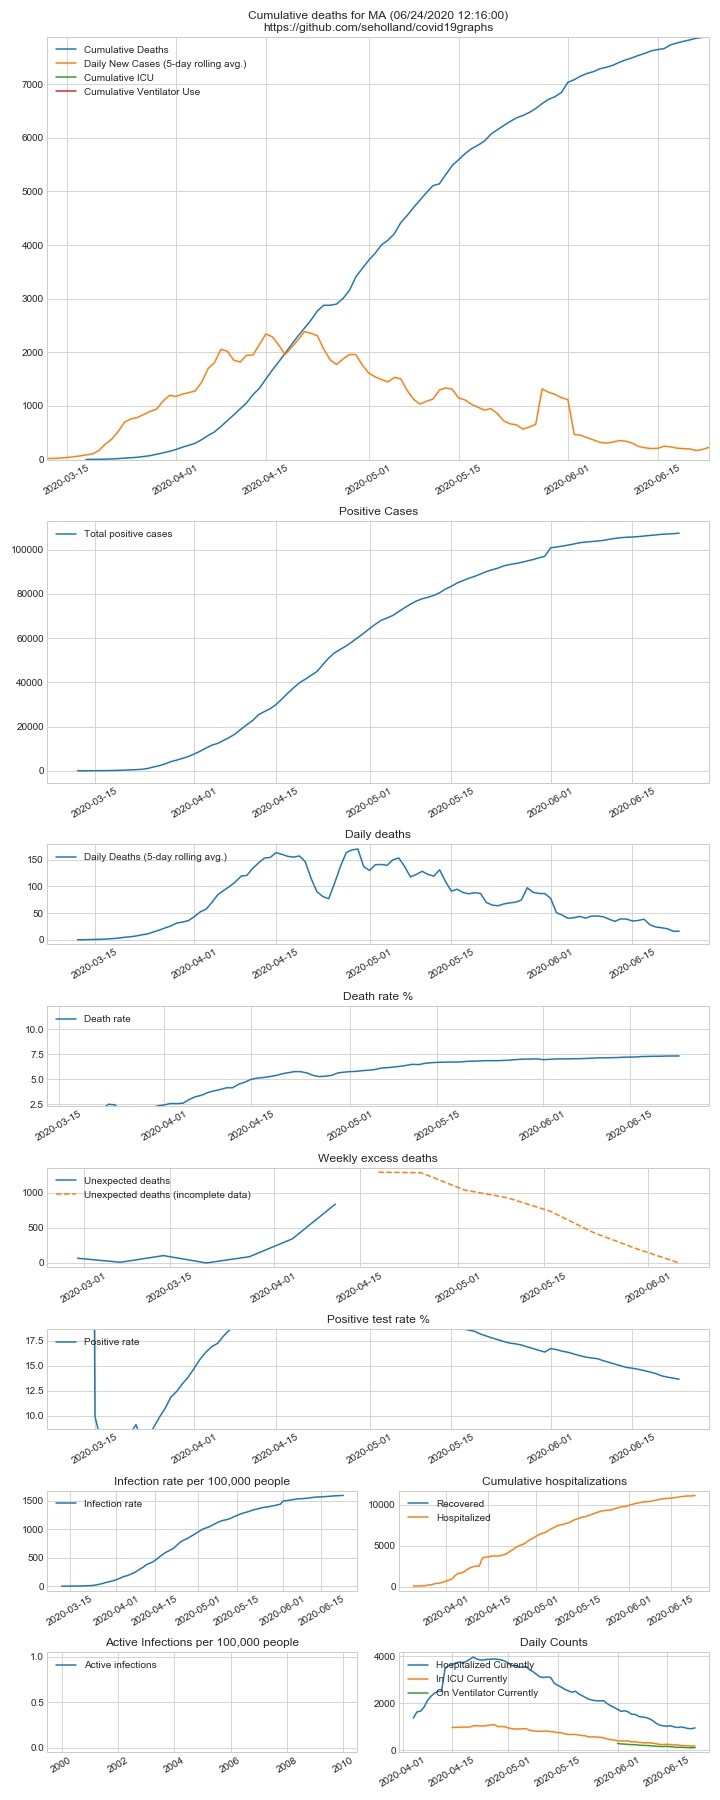 Cumulative deaths for MA (06/24/2020 12:16:00)
https://github.com/seholland/covid19graphs
Cumulative Deaths
Daily New Cases (5-day rolling avg.)
Cumulative ICU
Cumulative Ventilator Use
7000
6000
5000
4000
3000
2000
1000
0
2020-03-15 2020-04-01 2020-04-15 2020-05-01 2020-05-15 2020-06-01 2020-06-15
Positive Cases
Total positive cases
100000
80000
60000
40000
20000
0
2020-03-15 2020-04-01 2020-04-15 2020-05-01 2020-05-15 2020-06-01 2020-06-15
Daily deaths
Daily Deaths (5-day rolling avg.)
150
100
50
0
2020-03-15 2020-04-01 2020-04-15 2020-05-01 2020-05-15 2020-06-01 2020-06-15
Death rate %
Death rate
10.0
7.5
5.0
2.5
2020-03-15 2020-04-01 2020-04-15 2020-05-01 2020-05-15 2020-06-01 2020-06-15
Weekly excess deaths
Unexpected deaths
Unexpected deaths (incomplete data)
1000
500
0
2020-03-01 2020-03-15 2020-04-01 2020-04-15 2020-05-01 2020-05-15 2020-06-01
Positive test rate %
Positive rate
17.5
15.0
12.5
10.0
2020-03-15 2020-04-01 2020-04-15 2020-05-01 2020-05-15 2020-06-01 2020-06-15
Infection rate per 100,000 people
Infection rate
1500
1000
500
0
2020-03-15 2020-04-01 2020-04-15 2020-05-01 2020-05-15 2020-06-01 2020-06-15
Cumulative hospitalizations
Recovered
Hospitalized
10000
5000
0
2020-04-01 2020-04-15 2020-05-01 2020-05-15 2020-06-01 2020-06-15
Active Infections per 100,000 people
Active infections
1.0
0.5
0.0
2000 2002 2004 2006 2008 2010
Daily Counts
Hospitalized Currently
In ICU Currently
On Ventilator Currently
4000
2000
0
2020-04-01 2020-04-15 2020-05-01 2020-05-15 2020-06-01 2020-06-15